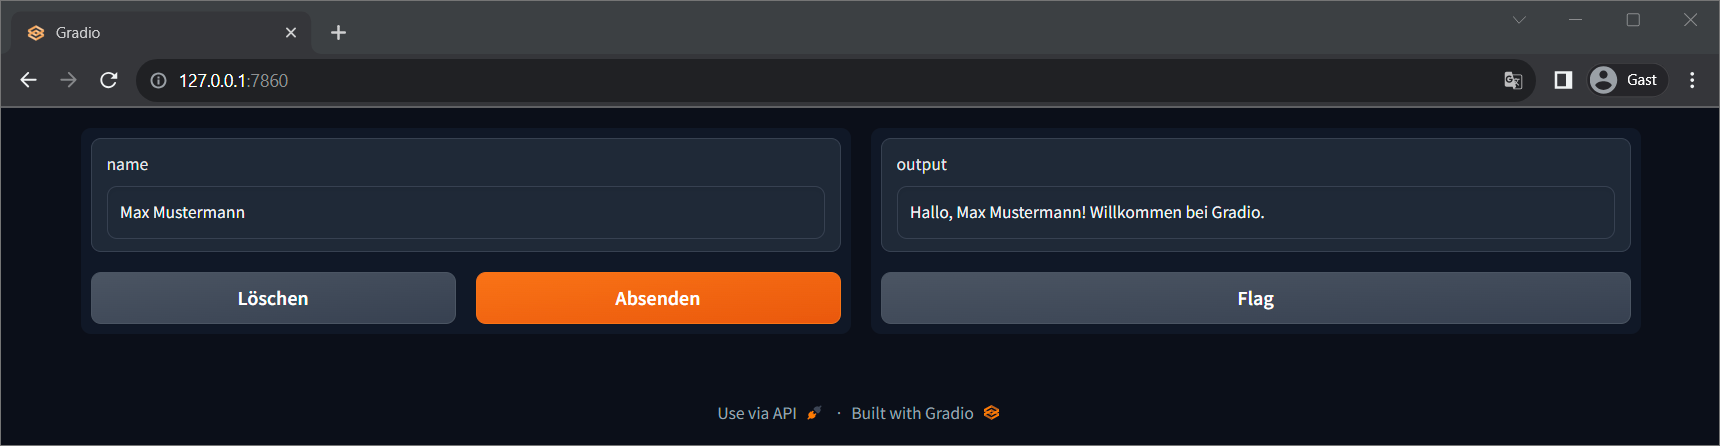 Gradio
127.0.0.1:7860
Gast
name
Max Mustermann
Löschen
Absenden
output
Hallo, Max Mustermann! Willkommen bei Gradio.
Flag
Use via API · Built with Gradio